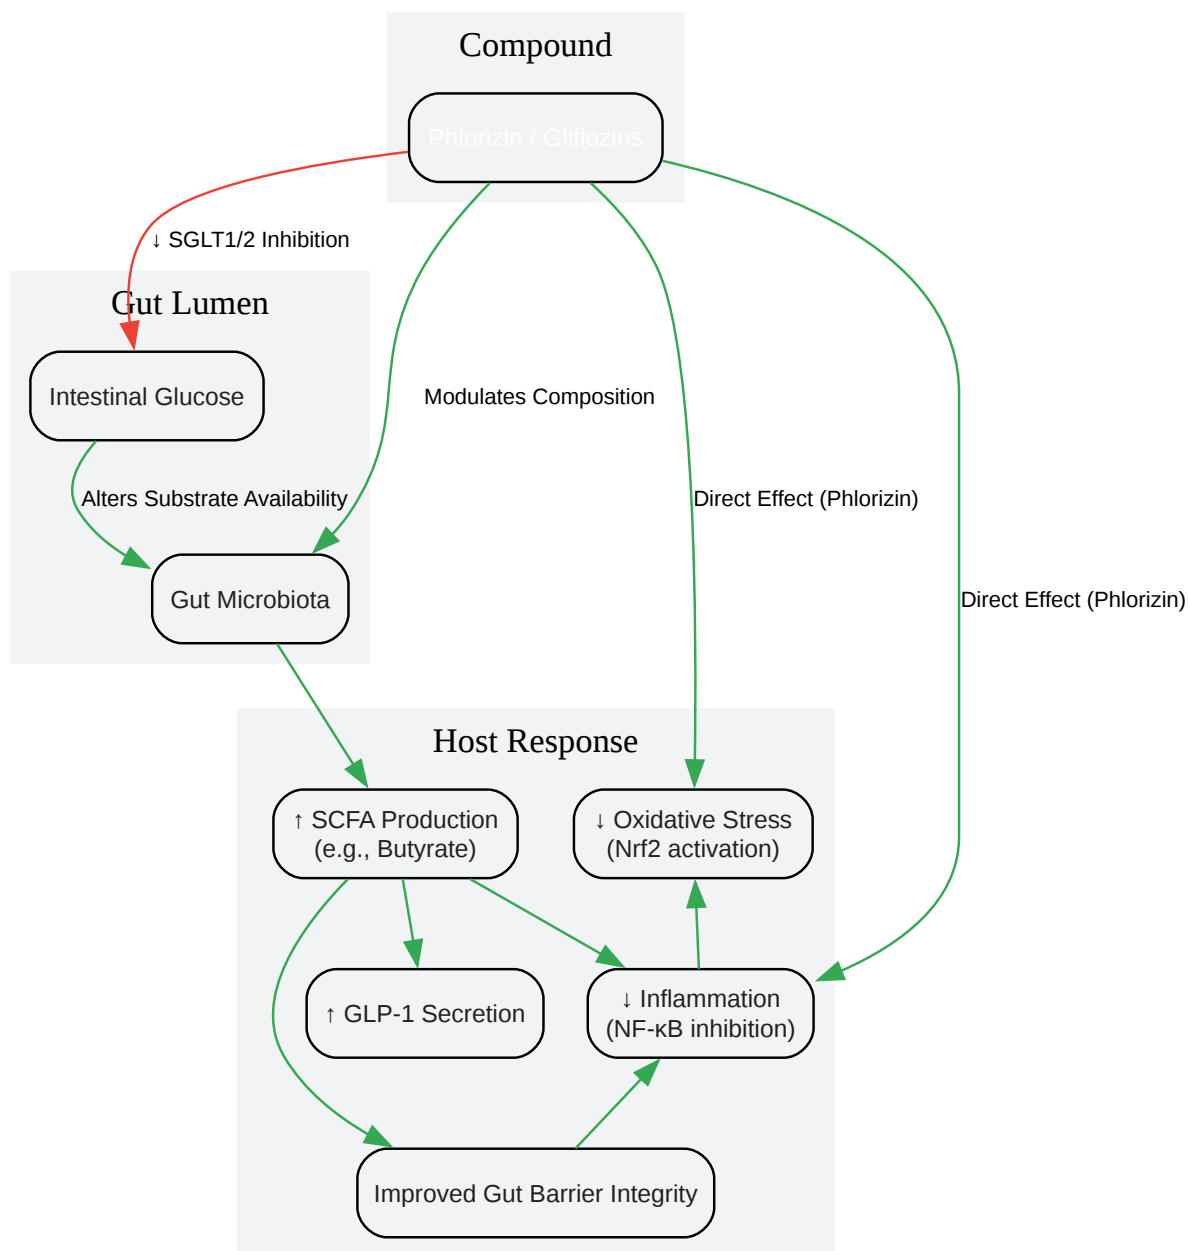 Compound
Phlorizin / Gliflozins
↓ SGLT1/2 Inhibition
Gut Lumen
Intestinal Glucose
Modulates Composition
Alters Substrate Availability
Direct Effect (Phlorizin)
Gut Microbiota
Direct Effect (Phlorizin)
Host Response
↑ SCFA Production
(e.g., Butyrate)
↓ Oxidative Stress
(Nrf2 activation)
↑ GLP-1 Secretion
↓ Inflammation
(NF-κB inhibition)
Improved Gut Barrier Integrity